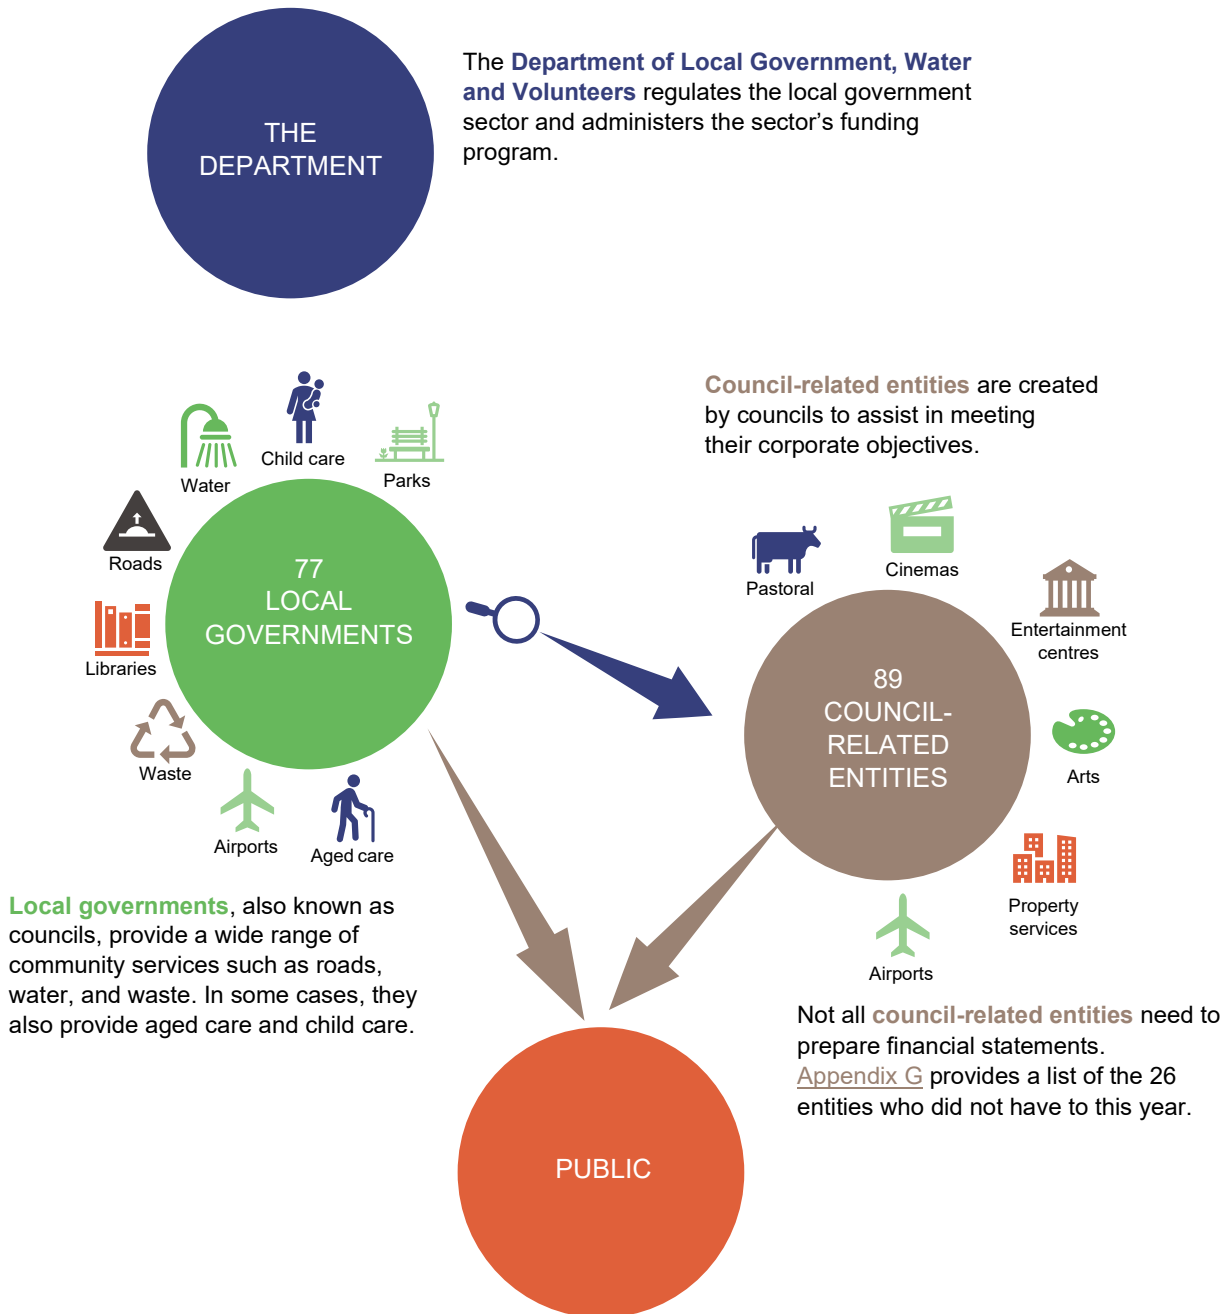 THE
DEPARTMENT
The Department of Local Government, Water
and Volunteers regulates the local government
sector and administers the sector’s funding
program.
Child care
Water
Parks
Roads
Libraries
Waste
Airports
Aged care
77
LOCAL
GOVERNMENTS
Local governments, also known as
councils, provide a wide range of
community services such as roads,
water, and waste. In some cases, they
also provide aged care and child care.
Council-related entities are created
by councils to assist in meeting
their corporate objectives.
Pastoral
Cinemas
Entertainment
centres
Arts
Property
services
Airports
89
COUNCIL-
RELATED
ENTITIES
Not all council-related entities need to
prepare financial statements.
Appendix G provides a list of the 26
entities who did not have to this year.
PUBLIC